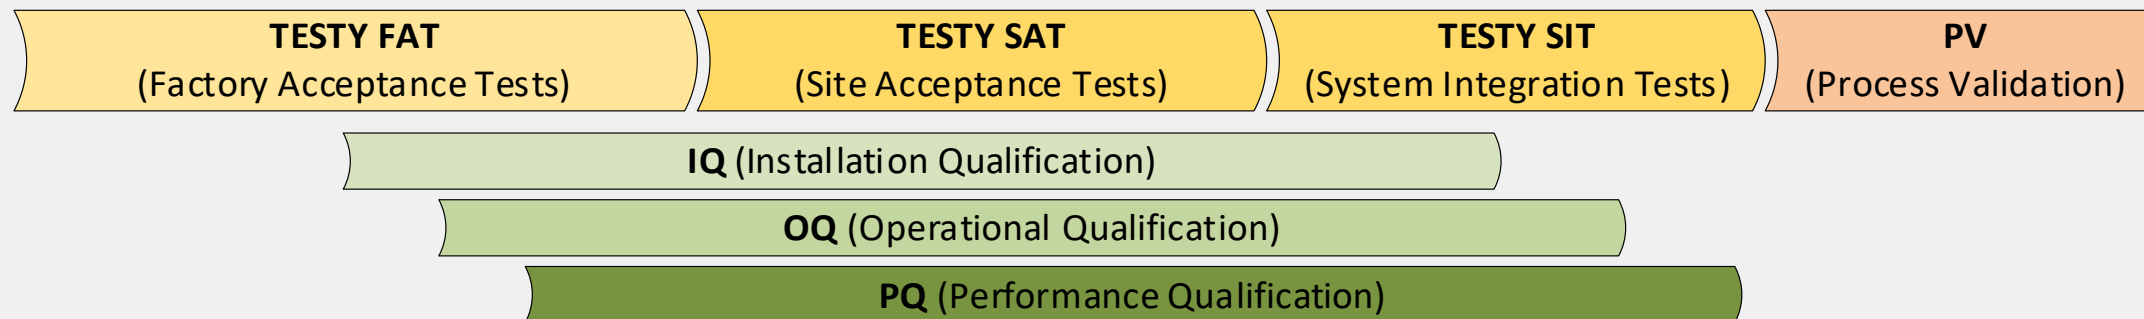 TESTY FAT
(Factory Acceptance Tests)
TESTY SAT
(Site Acceptance Tests)
TESTY SIT
(System Integration Tests)
PV
(Process Validation)
IQ (Installation Qualification)
OQ (Operational Qualification)
PQ (Performance Qualification)